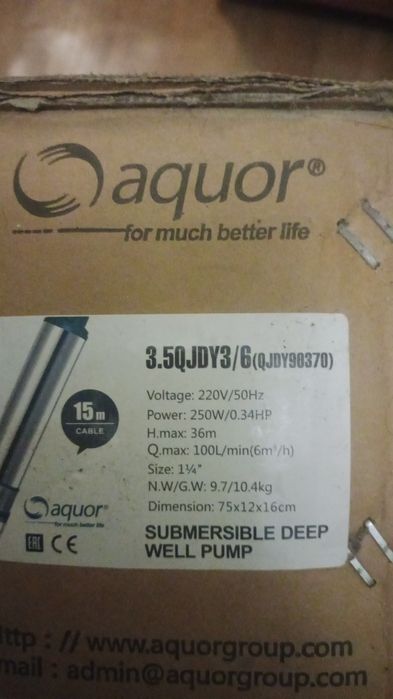 aquor®
for much better life
3.5QJDY3/6(QJDY90370)
15m
CABLE
Voltage: 220V/50Hz
Power: 250W/0.34HP
H.max: 36m
Q.max: 100L/min(6m³/h)
Size: 1¼"
N.W/G.W: 9.7/10.4kg
Dimension: 75x12x16cm
aquor®
for much better life
EAC CE
SUBMERSIBLE DEEP
WELL PUMP
http : // www.aquorgroup.com
mail : admin@aquorgroup.com